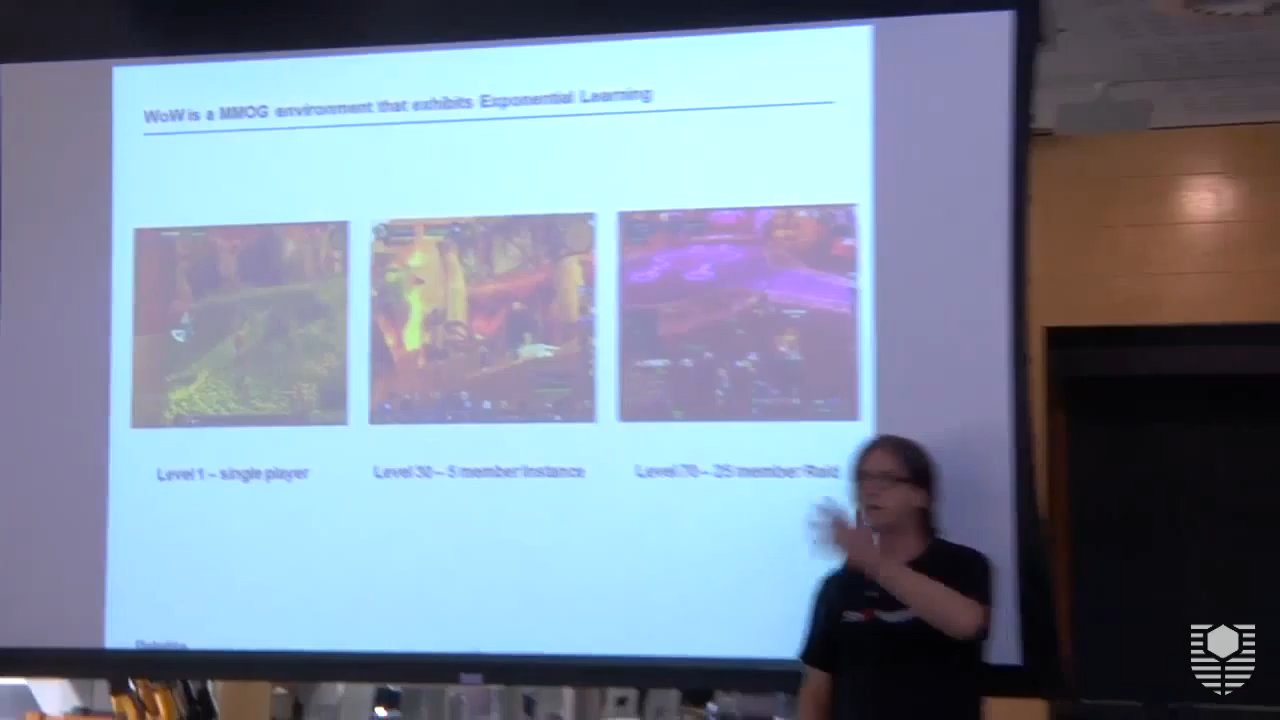 WoW is a MMOG environment that exhibits Exponential Learning
Level 1 – single player
Level 30 – 5 member Instance
Level 70 – 25 member Raid